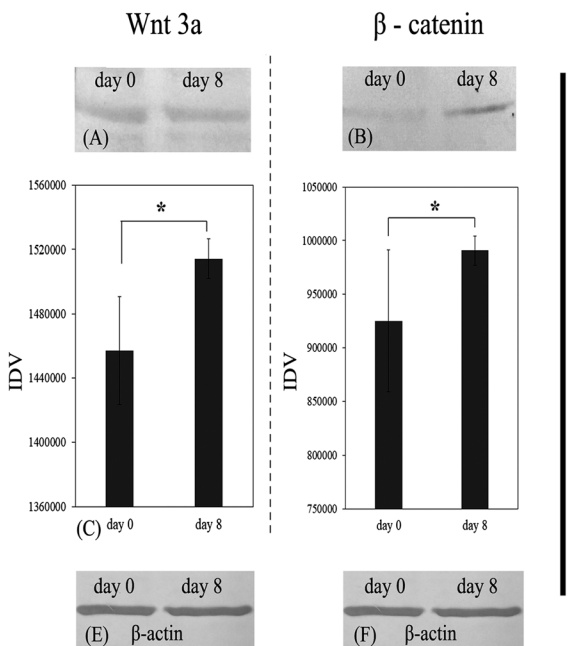 Wnt 3a
β - catenin
day 0 day 8
(A)
day 0 day 8
(B)
IDV
1560000
1520000
1480000
1440000
1400000
1360000
*
(C) day 0 day 8
IDV
1050000
1000000
950000
900000
850000
800000
750000
*
day 0 day 8
day 0 day 8
(E) β-actin
day 0 day 8
(F) β-actin